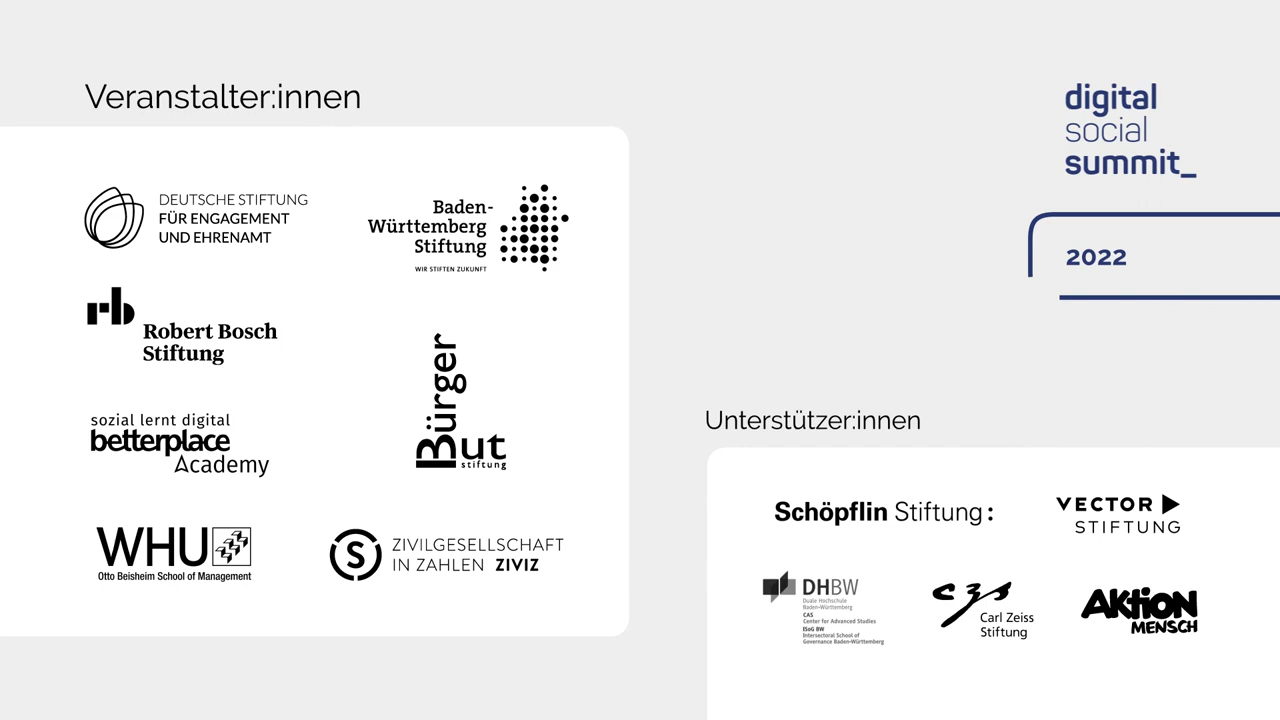 Veranstalter:innen
DEUTSCHE STIFTUNG
FÜR ENGAGEMENT
UND EHRENAMT
Baden-
Württemberg
Stiftung
WIR STIFTEN ZUKUNFT
rb
Robert Bosch
Stiftung
sozial lernt digital
betterplace
Academy
Bürger
But
stiftung
WHU
Otto Beisheim School of Management
S
ZIVILGESELLSCHAFT
IN ZAHLEN ZIVIZ
digital
social
summit_
2022
Unterstützer:innen
Schöpflin Stiftung:
VECTOR
STIFTUNG
DHBW
Duale Hochschule
Baden-Württemberg
CAS
Center for Advanced Studies
ISoG BW
Intersectoral School of
Governance Baden-Württemberg
czs
Carl Zeiss
Stiftung
AKtion
MENSCH